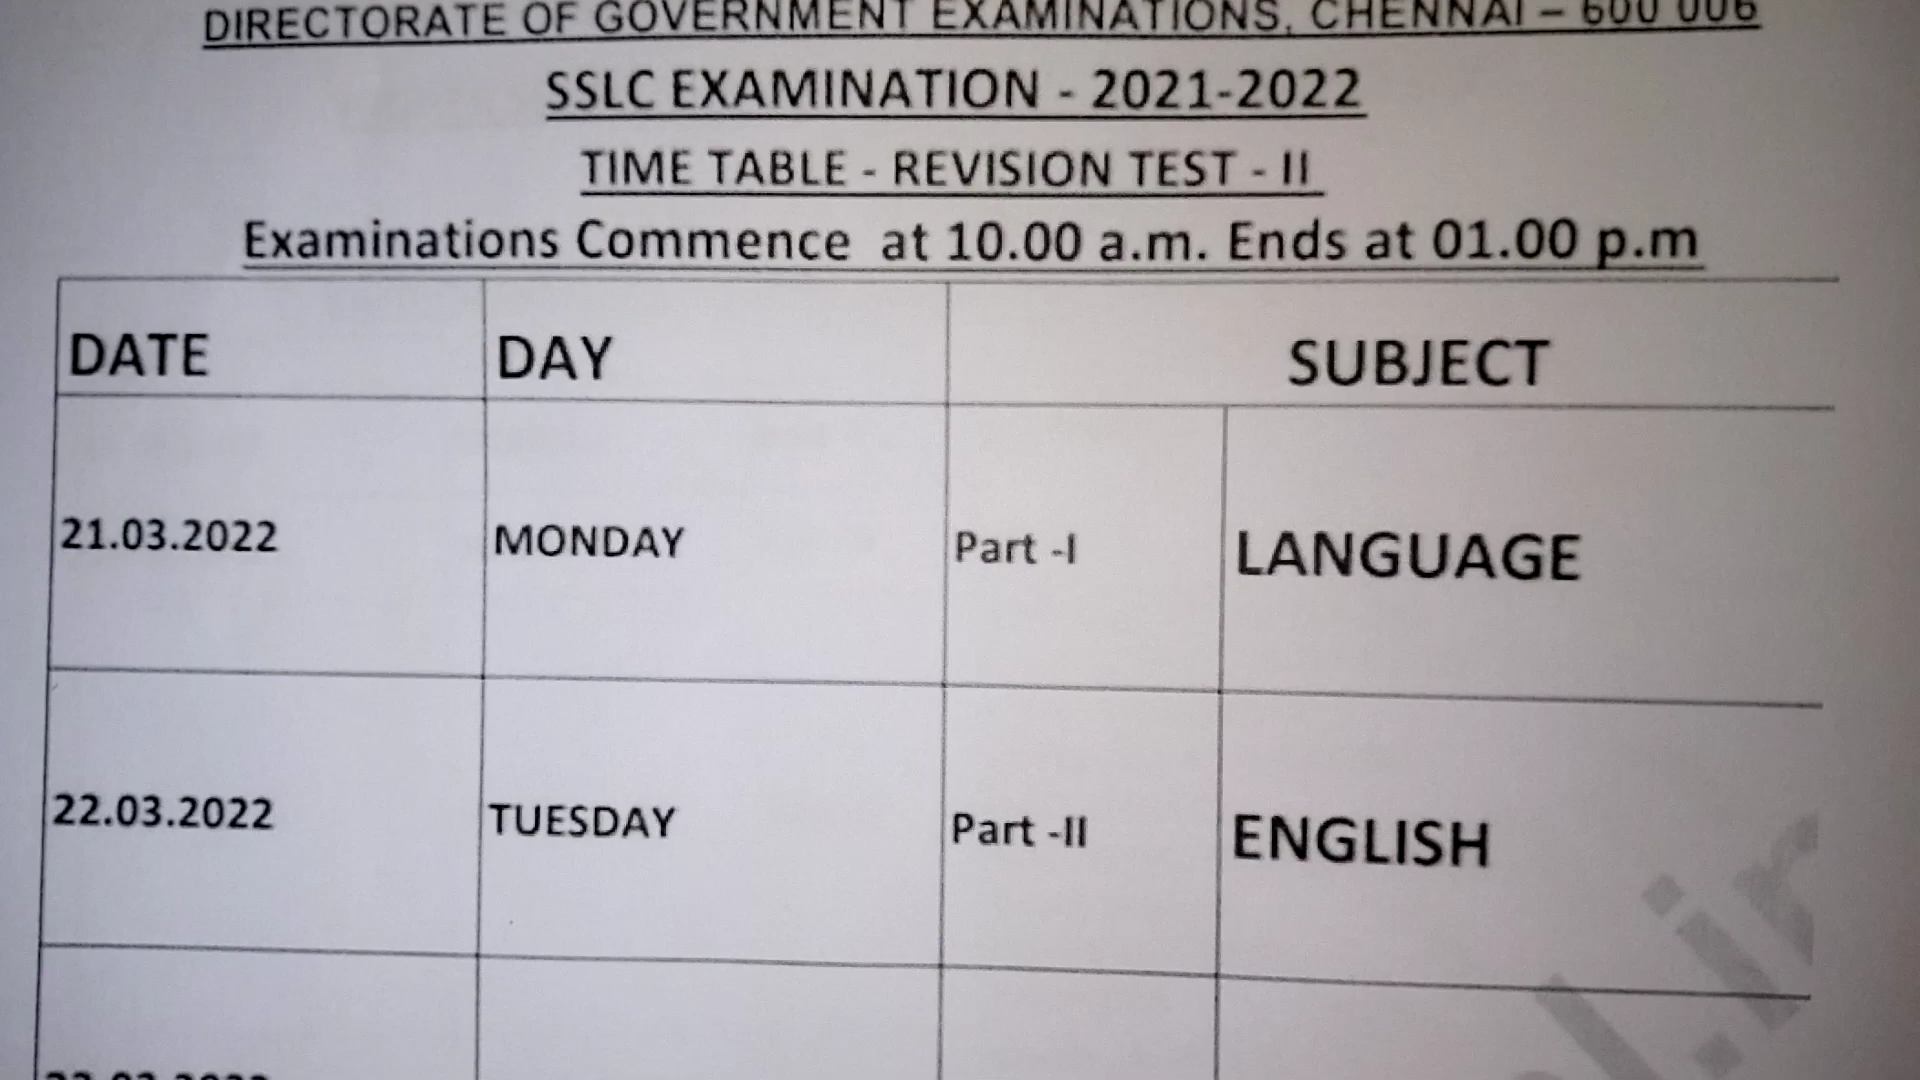 DIRECTORATE OF GOVERNMENT EXAMINATIONS, CHENNAI – 600 006
SSLC EXAMINATION - 2021-2022
TIME TABLE - REVISION TEST - II
Examinations Commence at 10.00 a.m. Ends at 01.00 p.m
DATE DAY SUBJECT
21.03.2022 MONDAY Part -I LANGUAGE
22.03.2022 TUESDAY Part -II ENGLISH